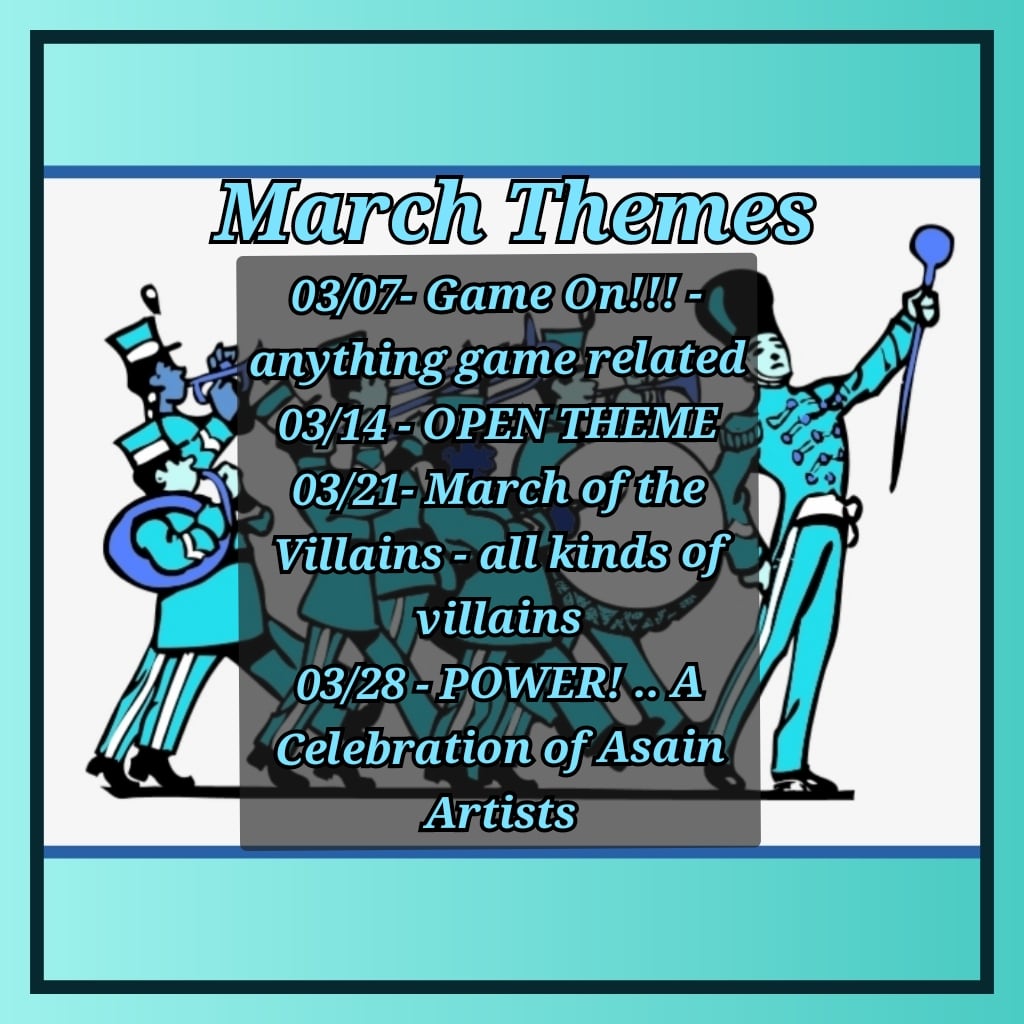 March Themes
03/07- Game On!!! -
anything game related
03/14 - OPEN THEME
03/21- March of the
Villains - all kinds of
villains
03/28 - POWER! .. A
Celebration of Asain
Artists